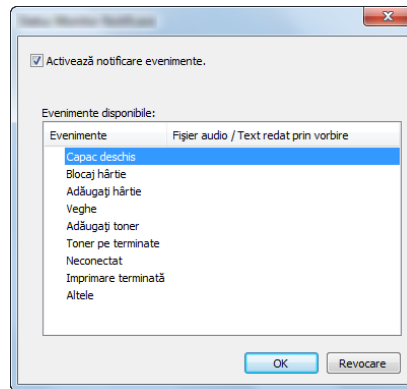 Activează notificare evenimente.
Evenimente disponibile:
Evenimente Fișier audio / Text redat prin vorbire
Capac deschis
Blocaj hârtie
Adăugați hârtie
Veghe
Adăugați toner
Toner pe terminate
Neconectat
Imprimare terminată
Altele
OK Revocare